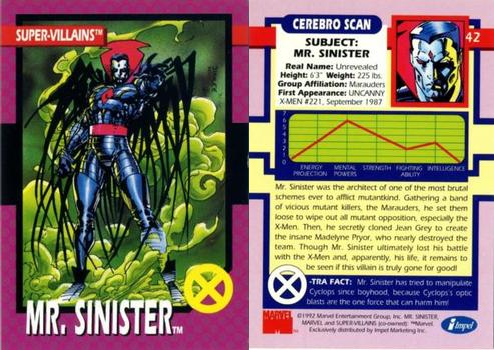 SUPER-VILLAINS™
MR. SINISTER™
CEREBRO SCAN
42
SUBJECT:
MR. SINISTER
Real Name: Unrevealed
Height: 6'3" Weight: 225 lbs.
Group Affiliation: Marauders
First Appearance: UNCANNY
X-MEN #221, September 1987
7
6
5
4
3
2
1
0
ENERGY PROJECTION
MENTAL POWERS
STRENGTH
FIGHTING ABILITY
INTELLIGENCE
Mr. Sinister was the architect of one of the most brutal
schemes ever to afflict mutantkind. Gathering a band
of vicious mutant killers, the Marauders, he set them
loose to wipe out all mutant opposition, especially the
X-Men. Then, he secretly cloned Jean Grey to create
the insane Madelyne Pryor, who nearly destroyed the
team. Though Mr. Sinister ultimately lost his battle
with the X-Men and, apparently, his life, it remains to
be seen if this villain is truly gone for good!
X-TRA FACT: Mr. Sinister has tried to manipulate
Cyclops since boyhood, because Cyclops's optic
blasts are the one force that can harm him!
MARVEL
©1992 Marvel Entertainment Group, Inc. MR. SINISTER,
MARVEL and SUPER-VILLAINS (co-owned): ™Marvel.
Exclusively distributed by Impel Marketing Inc.
Impel